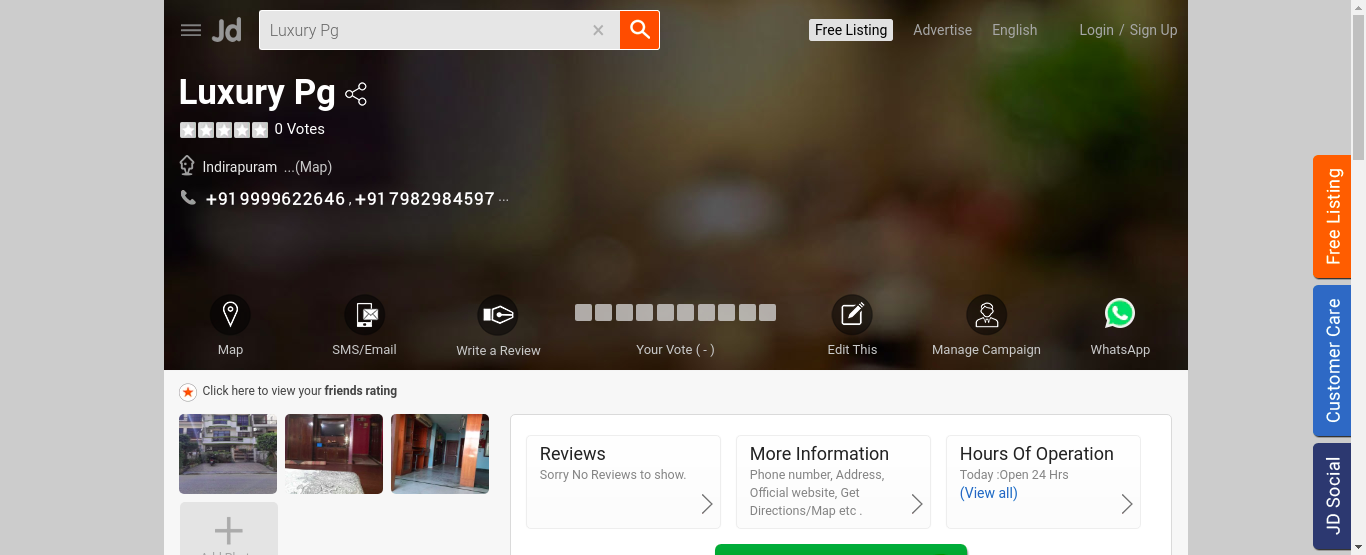 Jd
Luxury Pg
Free Listing
Advertise
English
Login / Sign Up
Luxury Pg
0 Votes
Indirapuram ...(Map)
+91 9999622646 , +91 7982984597 ...
Map
SMS/Email
Write a Review
Your Vote ( - )
Edit This
Manage Campaign
WhatsApp
Click here to view your friends rating
Reviews
Sorry No Reviews to show.
More Information
Phone number, Address,
Official website, Get
Directions/Map etc .
Hours Of Operation
Today :Open 24 Hrs
(View all)
Free Listing
Customer Care
JD Social